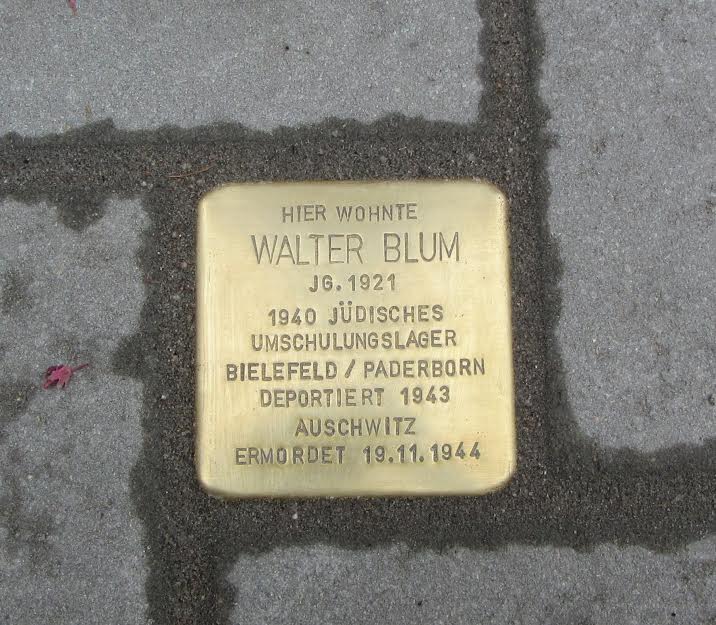 HIER WOHNTE
WALTER BLUM
JG. 1921
1940 JÜDISCHES
UMSCHULUNGSLAGER
BIELEFELD / PADERBORN
DEPORTIERT 1943
AUSCHWITZ
ERMORDET 19.11.1944